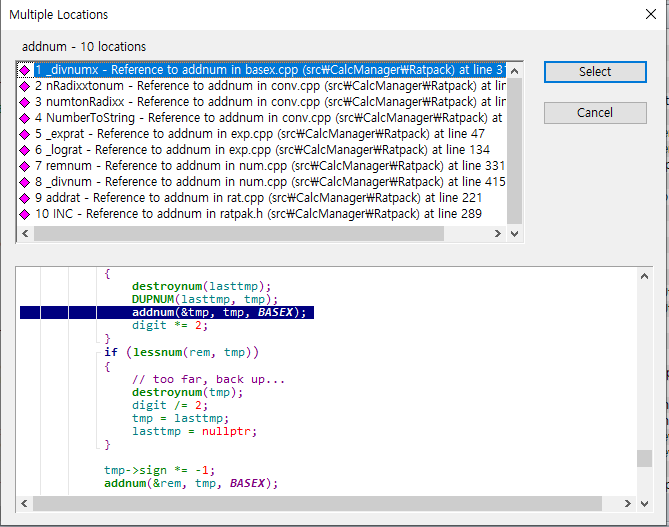 Multiple Locations
addnum - 10 locations
1 _divnumx - Reference to addnum in basex.cpp (src₩CalcManager₩Ratpack) at line
2 nRadixxtonum - Reference to addnum in conv.cpp (src₩CalcManager₩Ratpack) at
3 numtonRadixx - Reference to addnum in conv.cpp (src₩CalcManager₩Ratpack) at
4 NumberToString - Reference to addnum in conv.cpp (src₩CalcManager₩Ratpack) at
5 _exprat - Reference to addnum in exp.cpp (src₩CalcManager₩Ratpack) at line 47
6 _lograt - Reference to addnum in exp.cpp (src₩CalcManager₩Ratpack) at line 134
7 remnum - Reference to addnum in num.cpp (src₩CalcManager₩Ratpack) at line 331
8 _divnum - Reference to addnum in num.cpp (src₩CalcManager₩Ratpack) at line 415
9 addrat - Reference to addnum in rat.cpp (src₩CalcManager₩Ratpack) at line 221
10 INC - Reference to addnum in ratpak.h (src₩CalcManager₩Ratpack) at line 289
Select
Cancel
{
destroynum(lasttmp);
DUPNUM(lasttmp, tmp);
addnum(&tmp, tmp, BASEX);
digit *= 2;
}
if (lessnum(rem, tmp))
{
// too far, back up...
destroynum(tmp);
digit /= 2;
tmp = lasttmp;
lasttmp = nullptr;
}
tmp->sign *= -1;
addnum(&rem, tmp, BASEX);